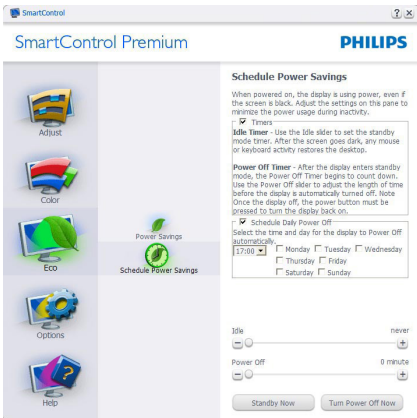 SmartControl
SmartControl Premium
PHILIPS
Adjust
Color
Eco
Options
Help
Power Savings
Schedule Power Savings
Schedule Power Savings
When powered on, the display is using power, even if
the screen is black. Adjust the settings on this pane to
minimize the power usage during inactivity.
Timers
Idle Timer - Use the Idle slider to set the standby
mode timer. After the screen goes dark, any mouse
or keyboard activity restores the desktop.
Power Off Timer - After the display enters standby
mode, the Power Off Timer begins to count down.
Use the Power Off slider to adjust the length of time
before the display is automatically turned off. Note
Once the display off, the power button must be
pressed to turn the display back on.
Schedule Daily Power Off
Select the time and day for the display to Power Off
automatically.
17:00 Monday Tuesday Wednesday
Thursday Friday
Saturday Sunday
Idle never
Power Off 0 minute
Standby Now Turn Power Off Now